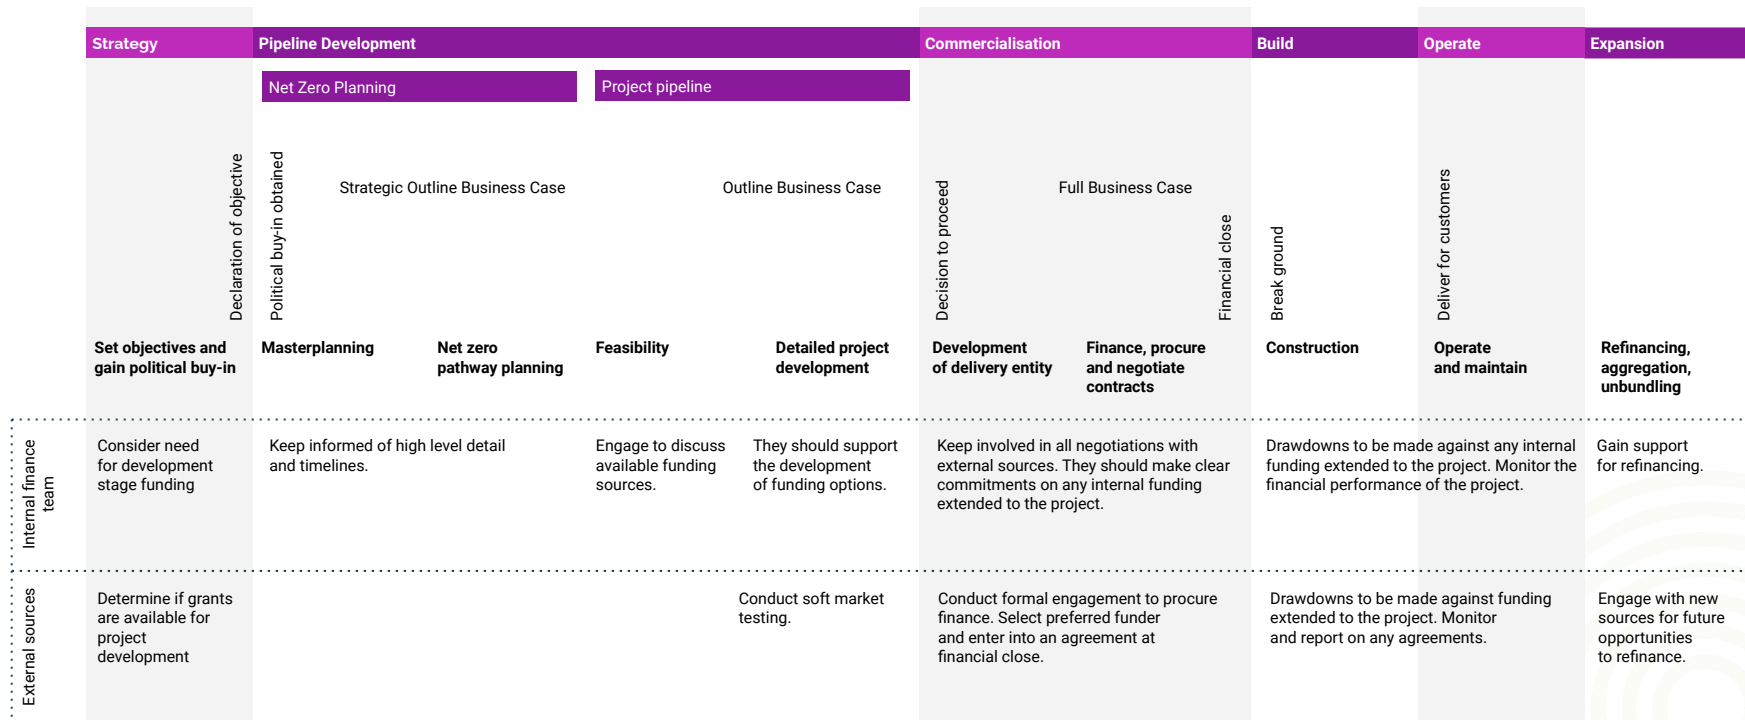 Strategy
Pipeline Development
Commercialisation
Build
Operate
Expansion
Net Zero Planning
Project pipeline
Declaration of objective
Political buy-in obtained
Strategic Outline Business Case
Outline Business Case
Decision to proceed
Full Business Case
Financial close
Break ground
Deliver for customers
Set objectives and
gain political buy-in
Masterplanning
Net zero
pathway planning
Feasibility
Detailed project
development
Development
of delivery entity
Finance, procure
and negotiate
contracts
Construction
Operate
and maintain
Refinancing,
aggregation,
unbundling
Internal finance
team
Consider need
for development
stage funding
Keep informed of high level detail
and timelines.
Engage to discuss
available funding
sources.
They should support
the development
of funding options.
Keep involved in all negotiations with
external sources. They should make clear
commitments on any internal funding
extended to the project.
Drawdowns to be made against any internal
funding extended to the project. Monitor the
financial performance of the project.
Gain support
for refinancing.
External sources
Determine if grants
are available for
project
development
Conduct soft market
testing.
Conduct formal engagement to procure
finance. Select preferred funder
and enter into an agreement at
financial close.
Drawdowns to be made against funding
extended to the project. Monitor
and report on any agreements.
Engage with new
sources for future
opportunities
to refinance.